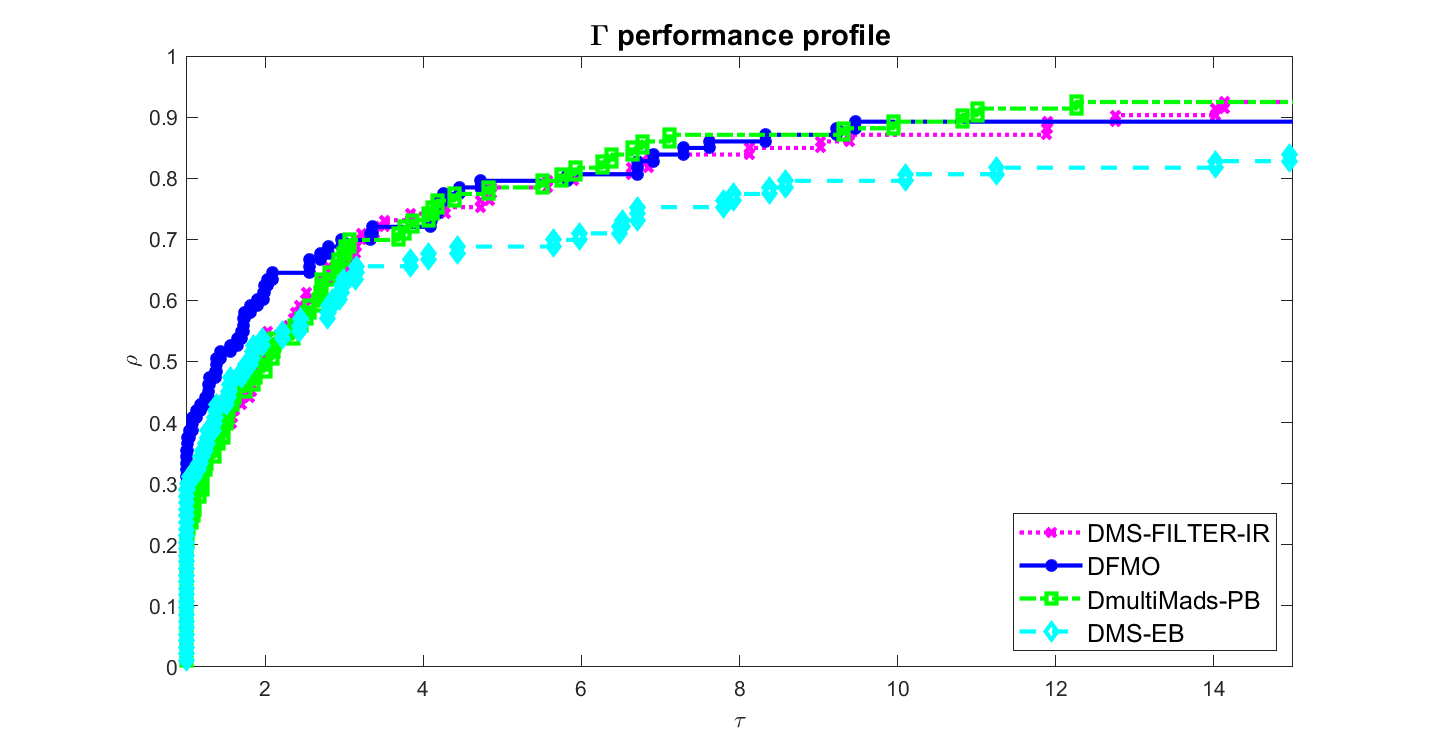 Γ performance profile
1
0.9
0.8
0.7
0.6
0.5
0.4
0.3
0.2
0.1
0
ρ
2 4 6 8 10 12 14
τ
DMS-FILTER-IR
DFMO
DmultiMads-PB
DMS-EB